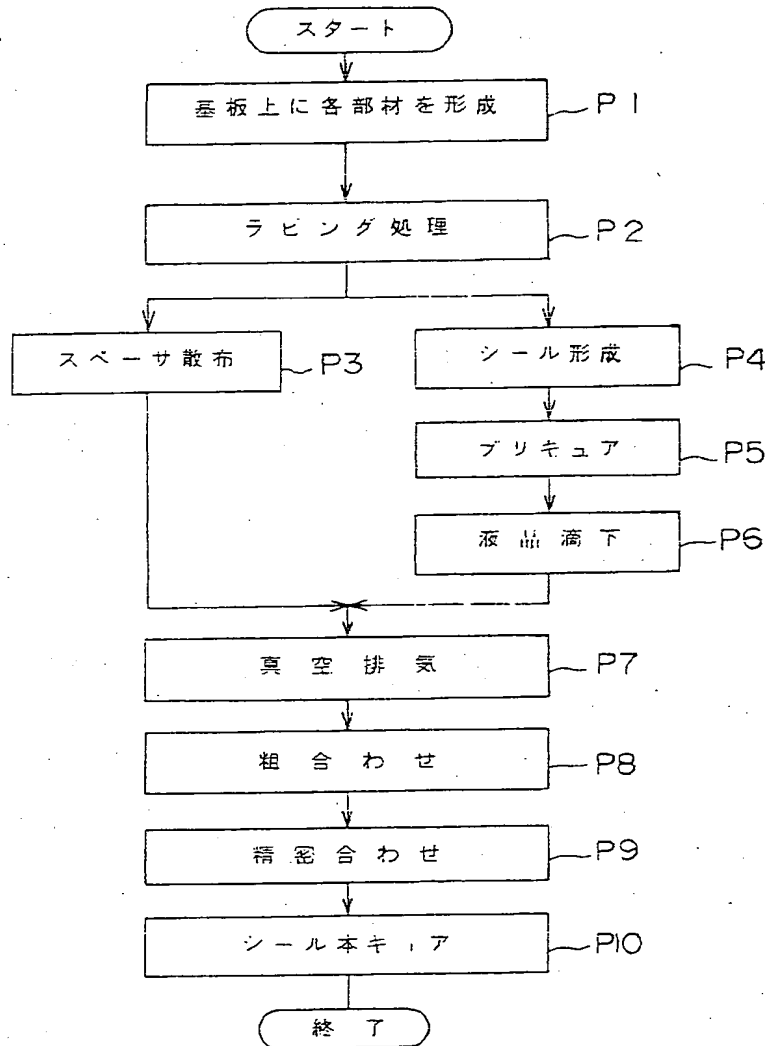 スタート
基板上に各部材を形成 P1
ラビング処理 P2
スペーサ散布 P3
シール形成 P4
プリキュア P5
液晶滴下 P6
真空排気 P7
粗合わせ P8
精密合わせ P9
シール本キュア P10
終了